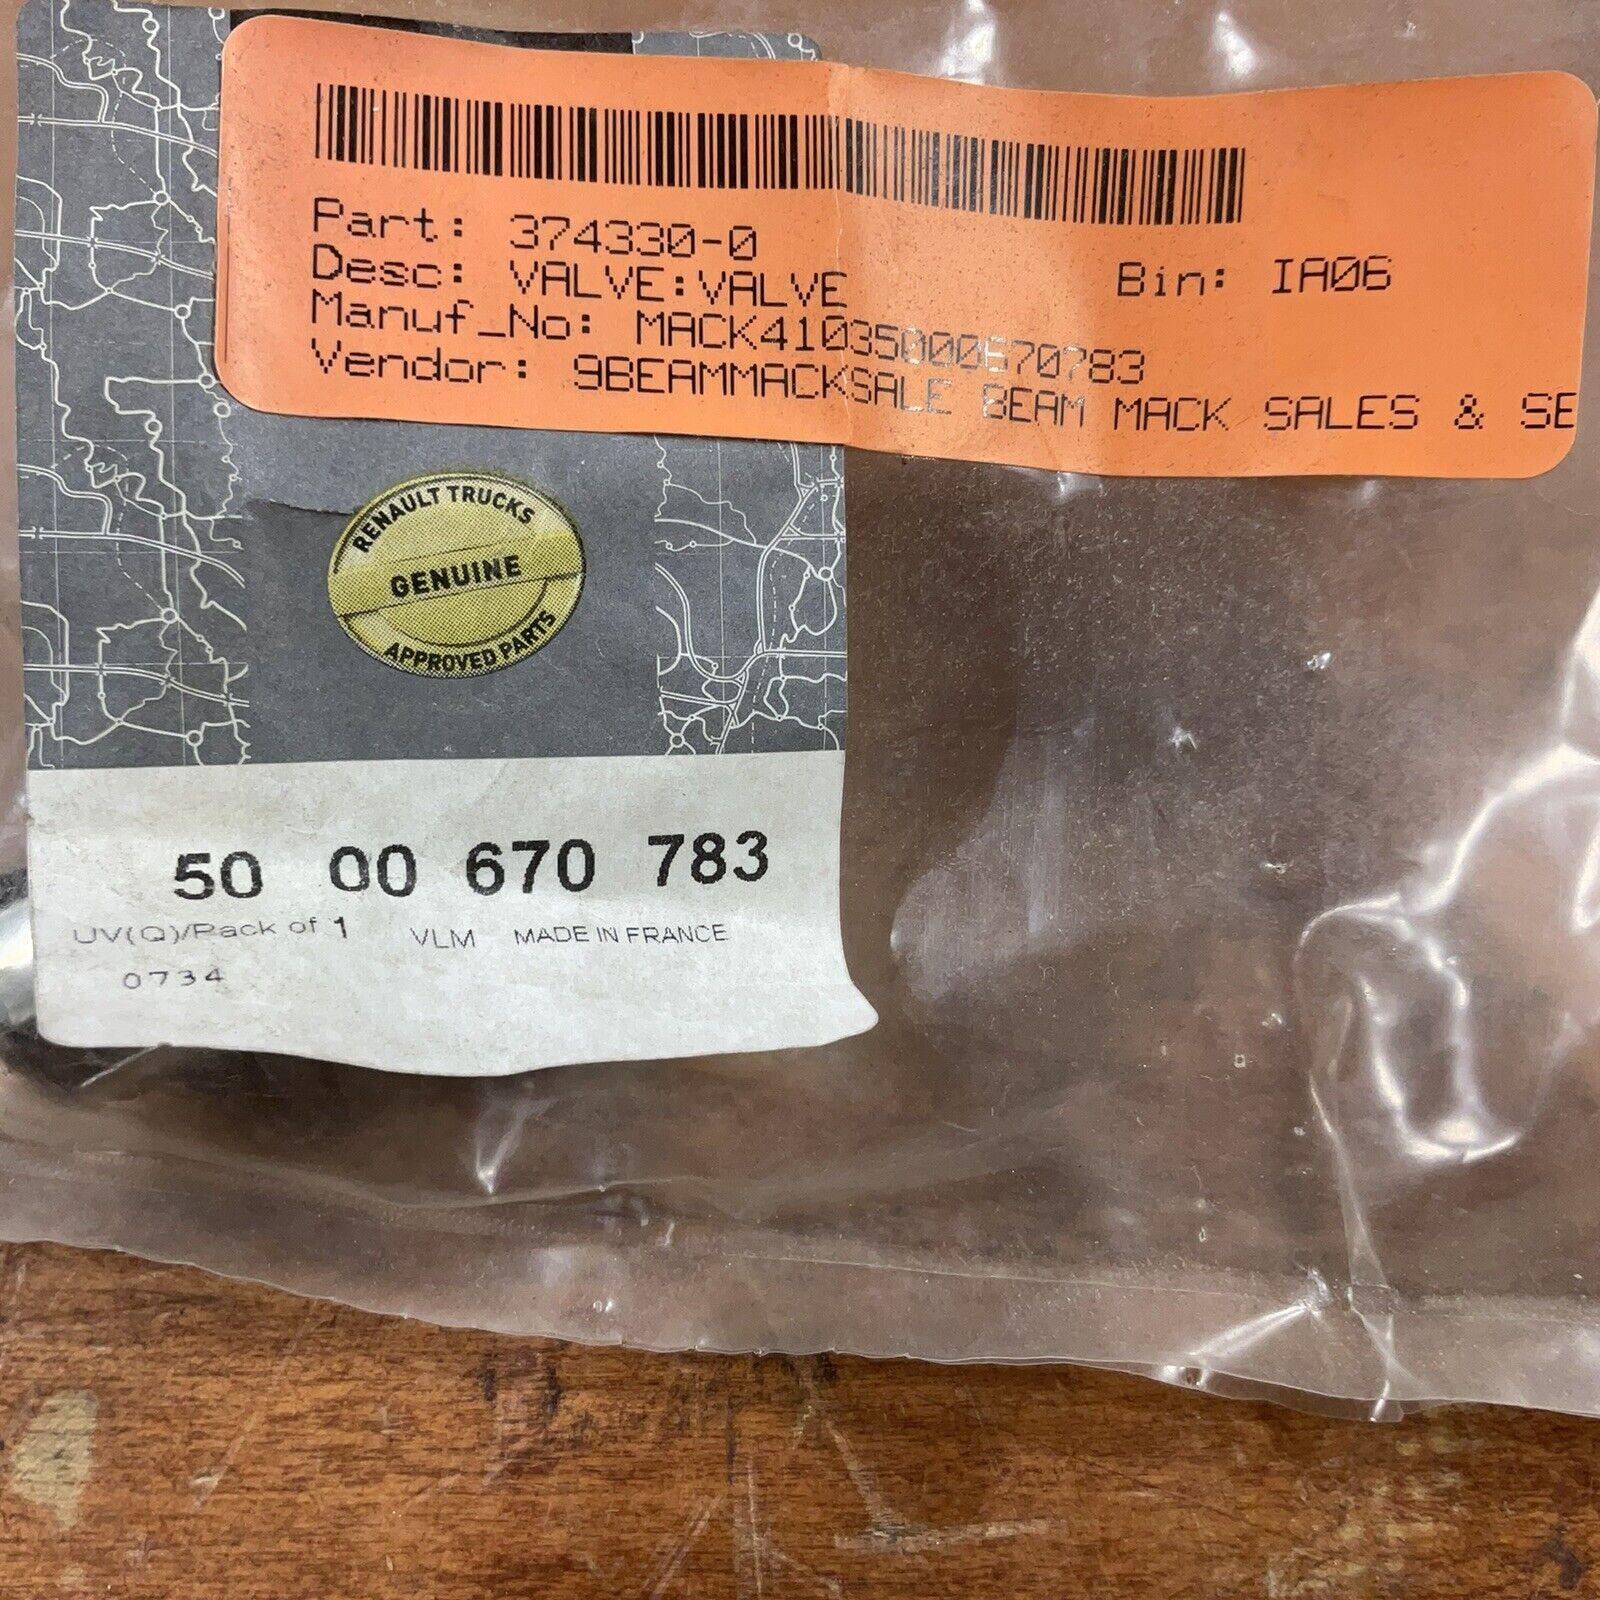 Part: 374330-0
Desc: VALVE:VALVE Bin: IA06
Manuf_No: MACK41035000670783
Vendor: 9BEAMMACKSALE BEAM MACK SALES & SE
RENAULT TRUCKS
GENUINE
APPROVED PARTS
50 00 670 783
UV(Q)/Pack of 1 VLM MADE IN FRANCE
0734